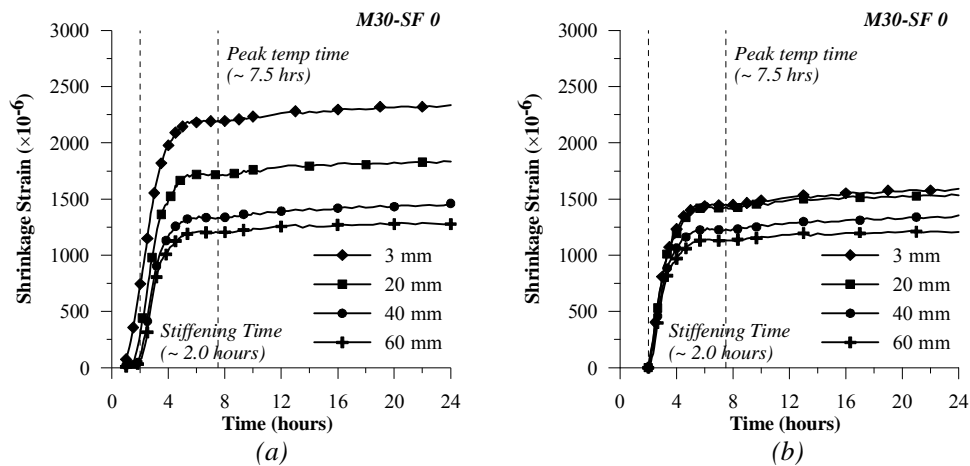 M30-SF 0
3000
2500
2000
1500
1000
500
0
Shrinkage Strain (×10-6)
Peak temp time
(~ 7.5 hrs)
3 mm
20 mm
40 mm
60 mm
Stiffening Time
(~ 2.0 hours)
0 4 8 12 16 20 24
Time (hours)
(a)
M30-SF 0
3000
2500
2000
1500
1000
500
0
Shrinkage Strain (×10-6)
Peak temp time
(~ 7.5 hrs)
3 mm
20 mm
40 mm
60 mm
Stiffening Time
(~ 2.0 hours)
0 4 8 12 16 20 24
Time (hours)
(b)